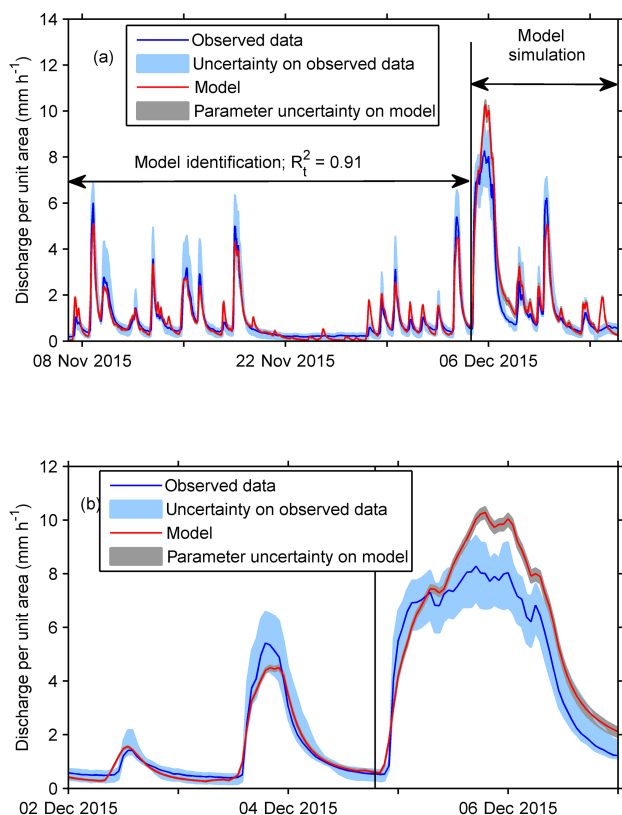 14
12
10
8
6
4
2
0
Discharge per unit area (mm h⁻¹)
(a)
Observed data
Uncertainty on observed data
Model
Parameter uncertainty on model
Model
simulation
Model identification; R_t^2 = 0.91
08 Nov 2015 22 Nov 2015 06 Dec 2015
12
10
8
6
4
2
0
Discharge per unit area (mm h⁻¹)
(b)
Observed data
Uncertainty on observed data
Model
Parameter uncertainty on model
02 Dec 2015 04 Dec 2015 06 Dec 2015